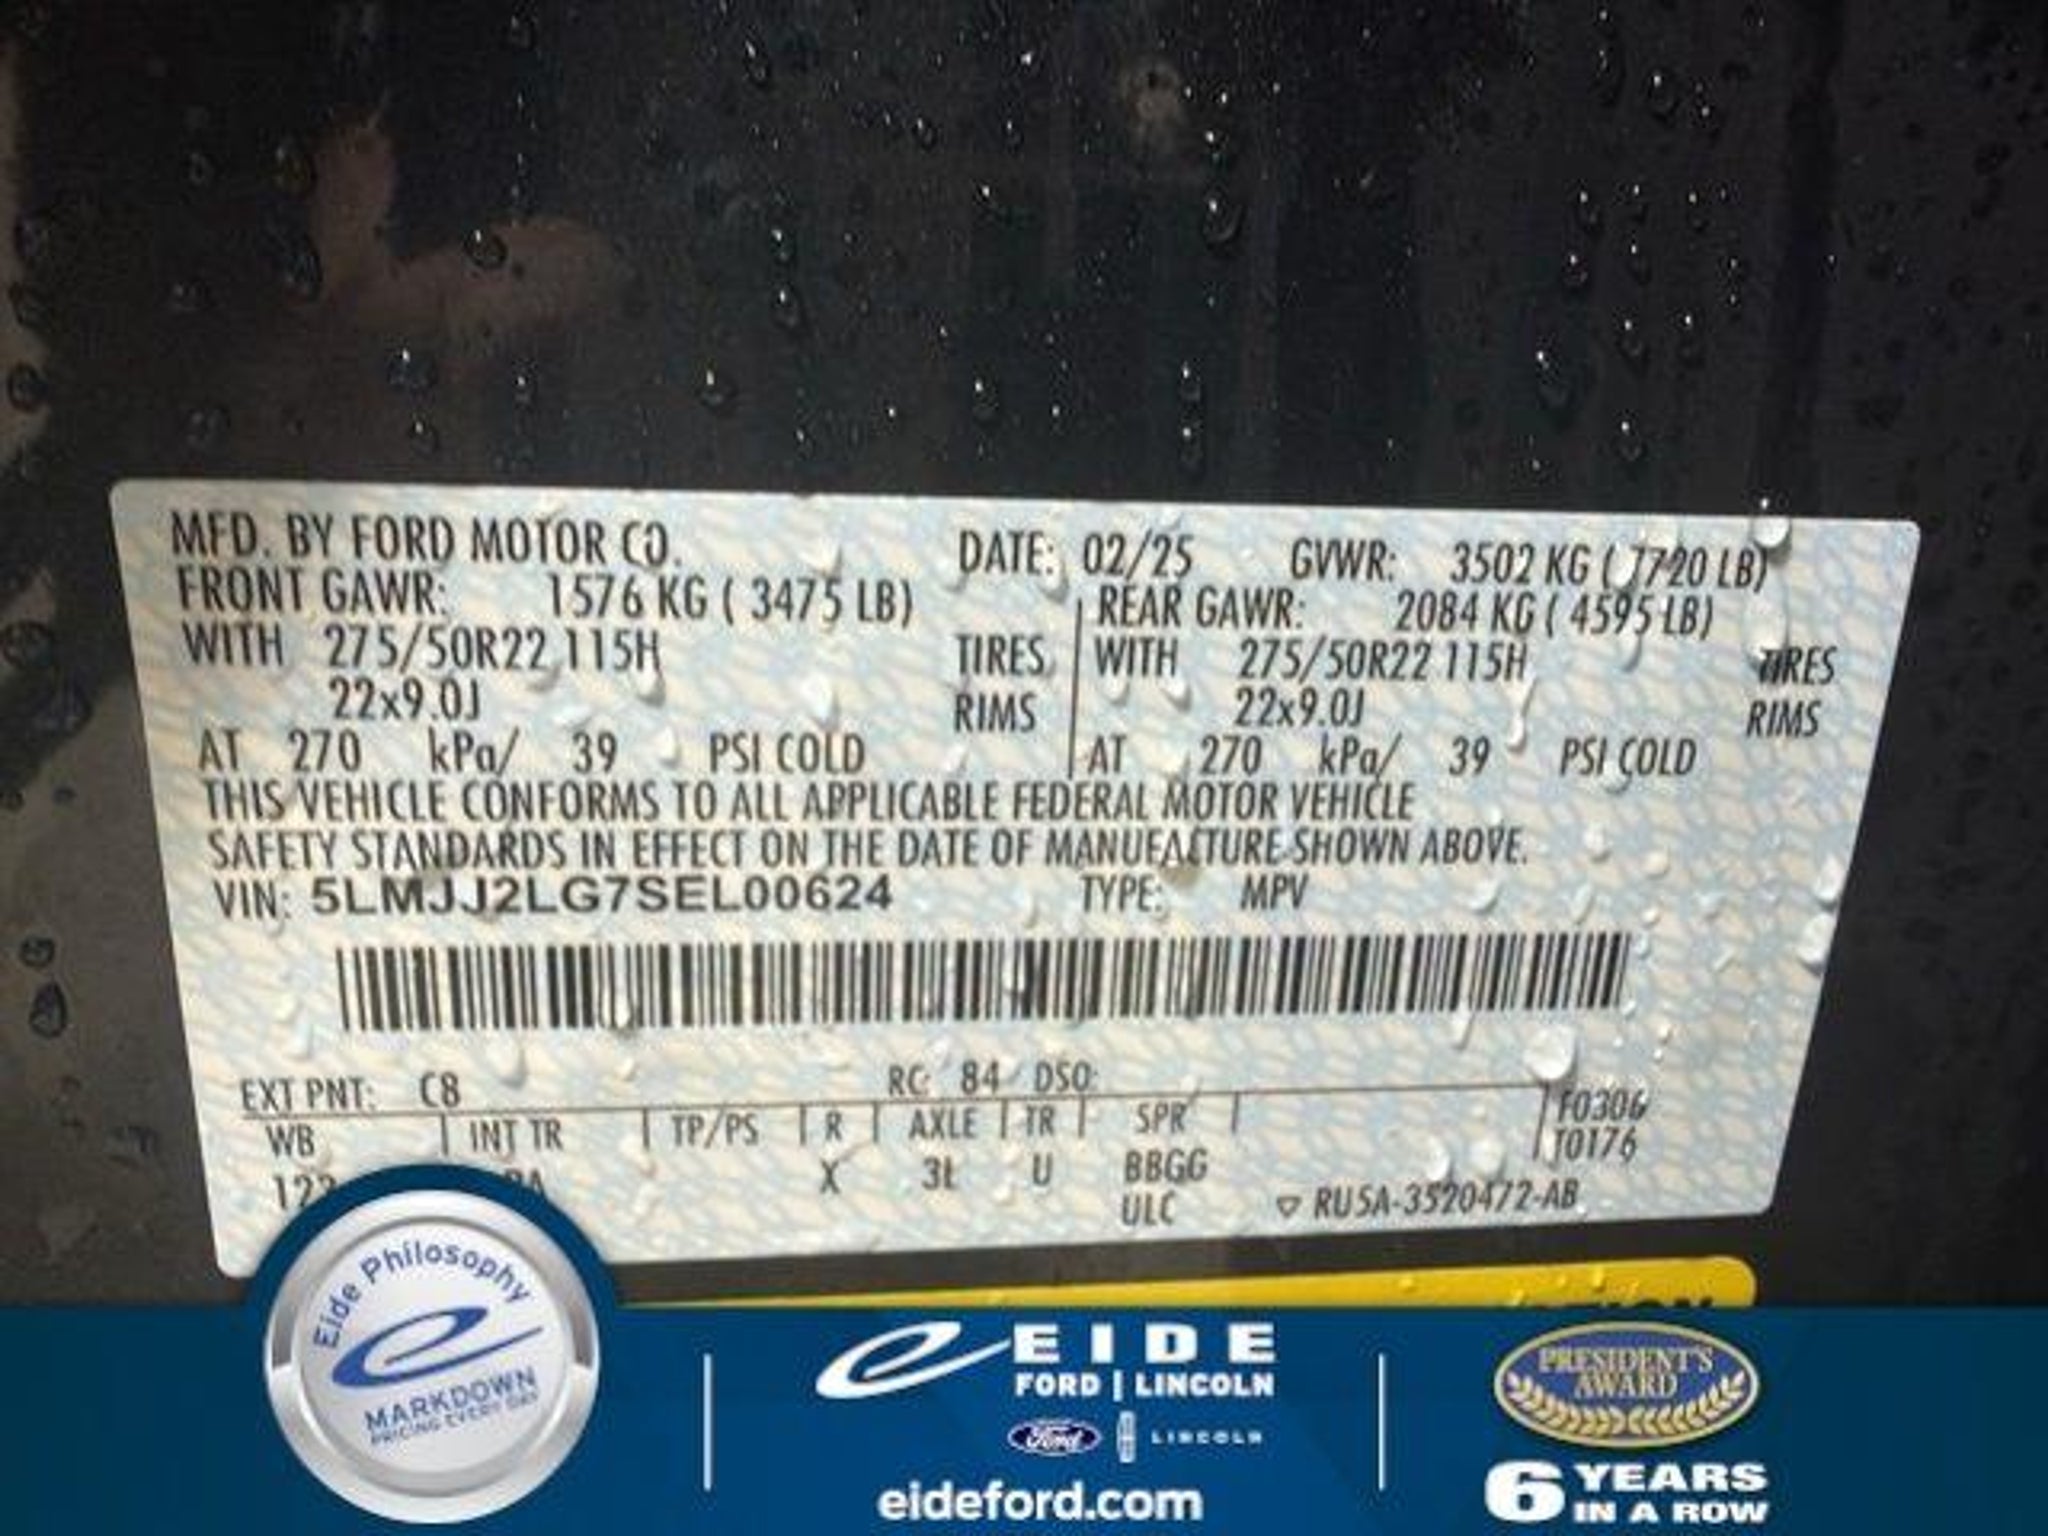 MFD. BY FORD MOTOR CO. DATE: 02/25 GVWR: 3502 KG ( 7720 LB)
FRONT GAWR: 1576 KG ( 3475 LB) REAR GAWR: 2084 KG ( 4595 LB)
WITH 275/50R22 115H TIRES WITH 275/50R22 115H TIRES
22x9.0J RIMS 22x9.0J RIMS
AT 270 kPa/ 39 PSI COLD AT 270 kPa/ 39 PSI COLD
THIS VEHICLE CONFORMS TO ALL APPLICABLE FEDERAL MOTOR VEHICLE
SAFETY STANDARDS IN EFFECT ON THE DATE OF MANUFACTURE SHOWN ABOVE.
VIN: 5LMJJ2LG7SEL00624 TYPE: MPV
EXT PNT: C8 RC: 84 DSO:
WB INT TR TP/PS R AXLE TR SPR F0306
T0176
X 3L U BBGG
ULC ▽ RU5A-3520472-AB
Eide Philosophy
MARKDOWN
PRICING EVERY DAY
EIDE
FORD | LINCOLN
Ford LINCOLN
eideford.com
PRESIDENT'S
AWARD
6 YEARS
IN A ROW